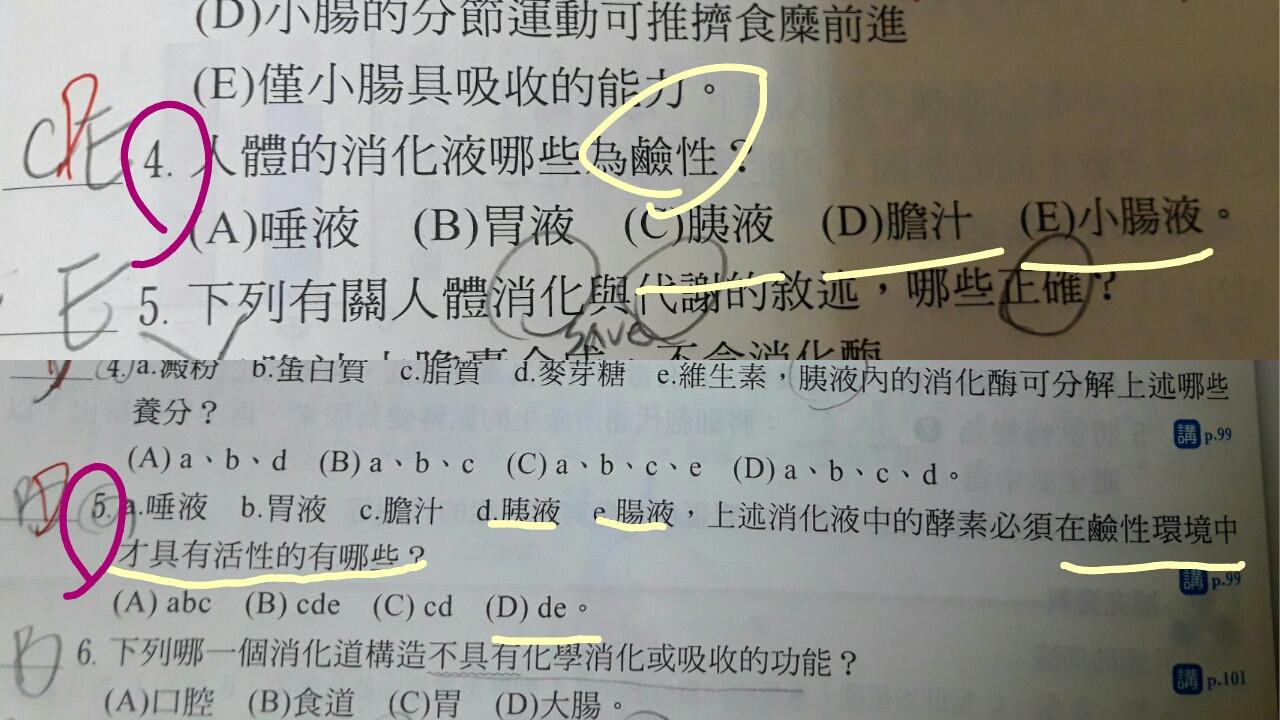 (D)小腸的分節運動可推擠食糜前進
(E)僅小腸具吸收的能力。
CDE 4. 人體的消化液哪些為鹼性？
(A)唾液 (B)胃液 (C)胰液 (D)膽汁 (E)小腸液。
E 5. 下列有關人體消化與代謝的敘述，哪些正確？
save
4. a.澱粉 b.蛋白質 c.脂質 d.麥芽糖 e.維生素，胰液內的消化酶可分解上述哪些
養分？
講 p.99
(A) a、b、d (B) a、b、c (C) a、b、c、e (D) a、b、c、d。
D 5. a.唾液 b.胃液 c.膽汁 d.胰液 e.腸液，上述消化液中的酵素必須在鹼性環境中
才具有活性的有哪些？
講 p.99
(A) abc (B) cde (C) cd (D) de。
B 6. 下列哪一個消化道構造不具有化學消化或吸收的功能？
講 p.101
(A)口腔 (B)食道 (C)胃 (D)大腸。